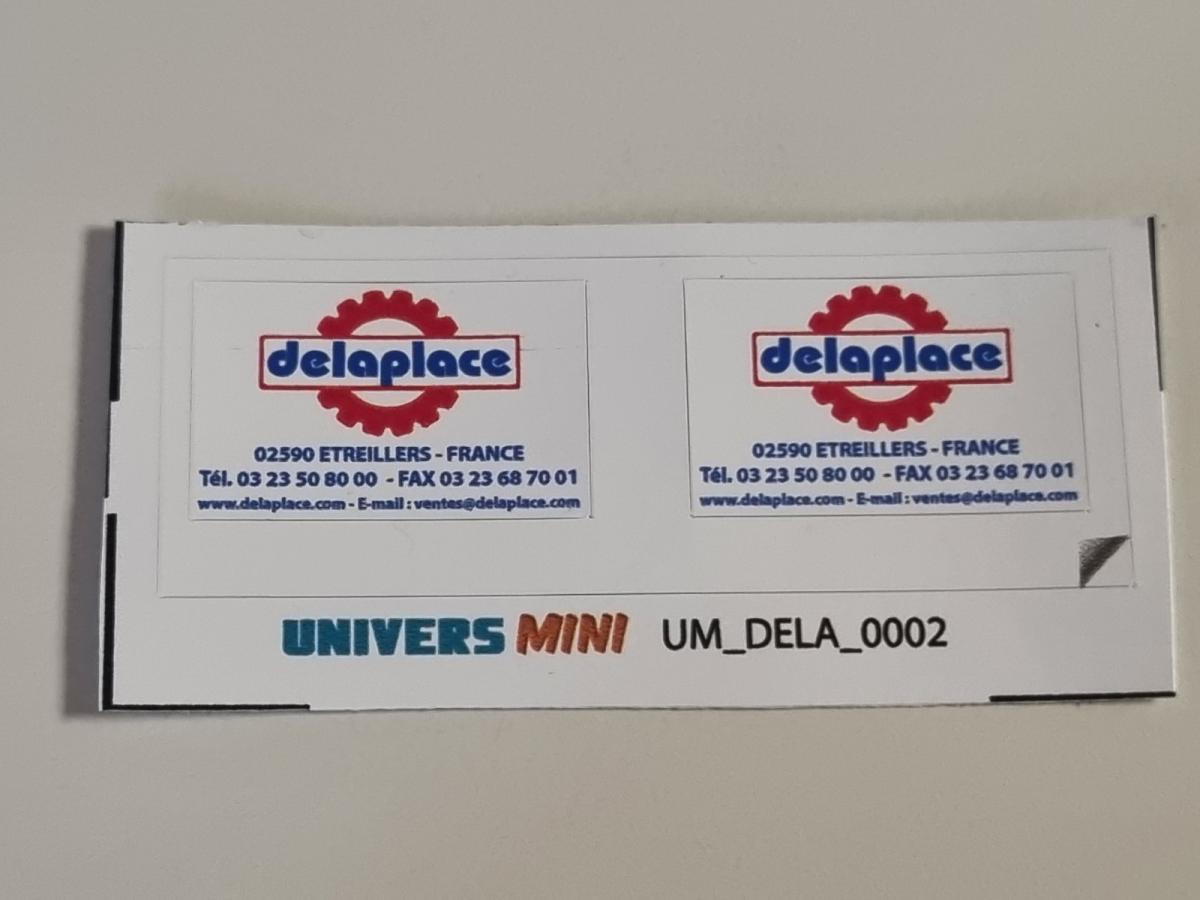 delaplace
02590 ETREILLERS - FRANCE
Tél. 03 23 50 80 00 - FAX 03 23 68 70 01
www.delaplace.com - E-mail : ventes@delaplace.com
delaplace
02590 ETREILLERS - FRANCE
Tél. 03 23 50 80 00 - FAX 03 23 68 70 01
www.delaplace.com - E-mail : ventes@delaplace.com
UNIVERS MINI UM_DELA_0002